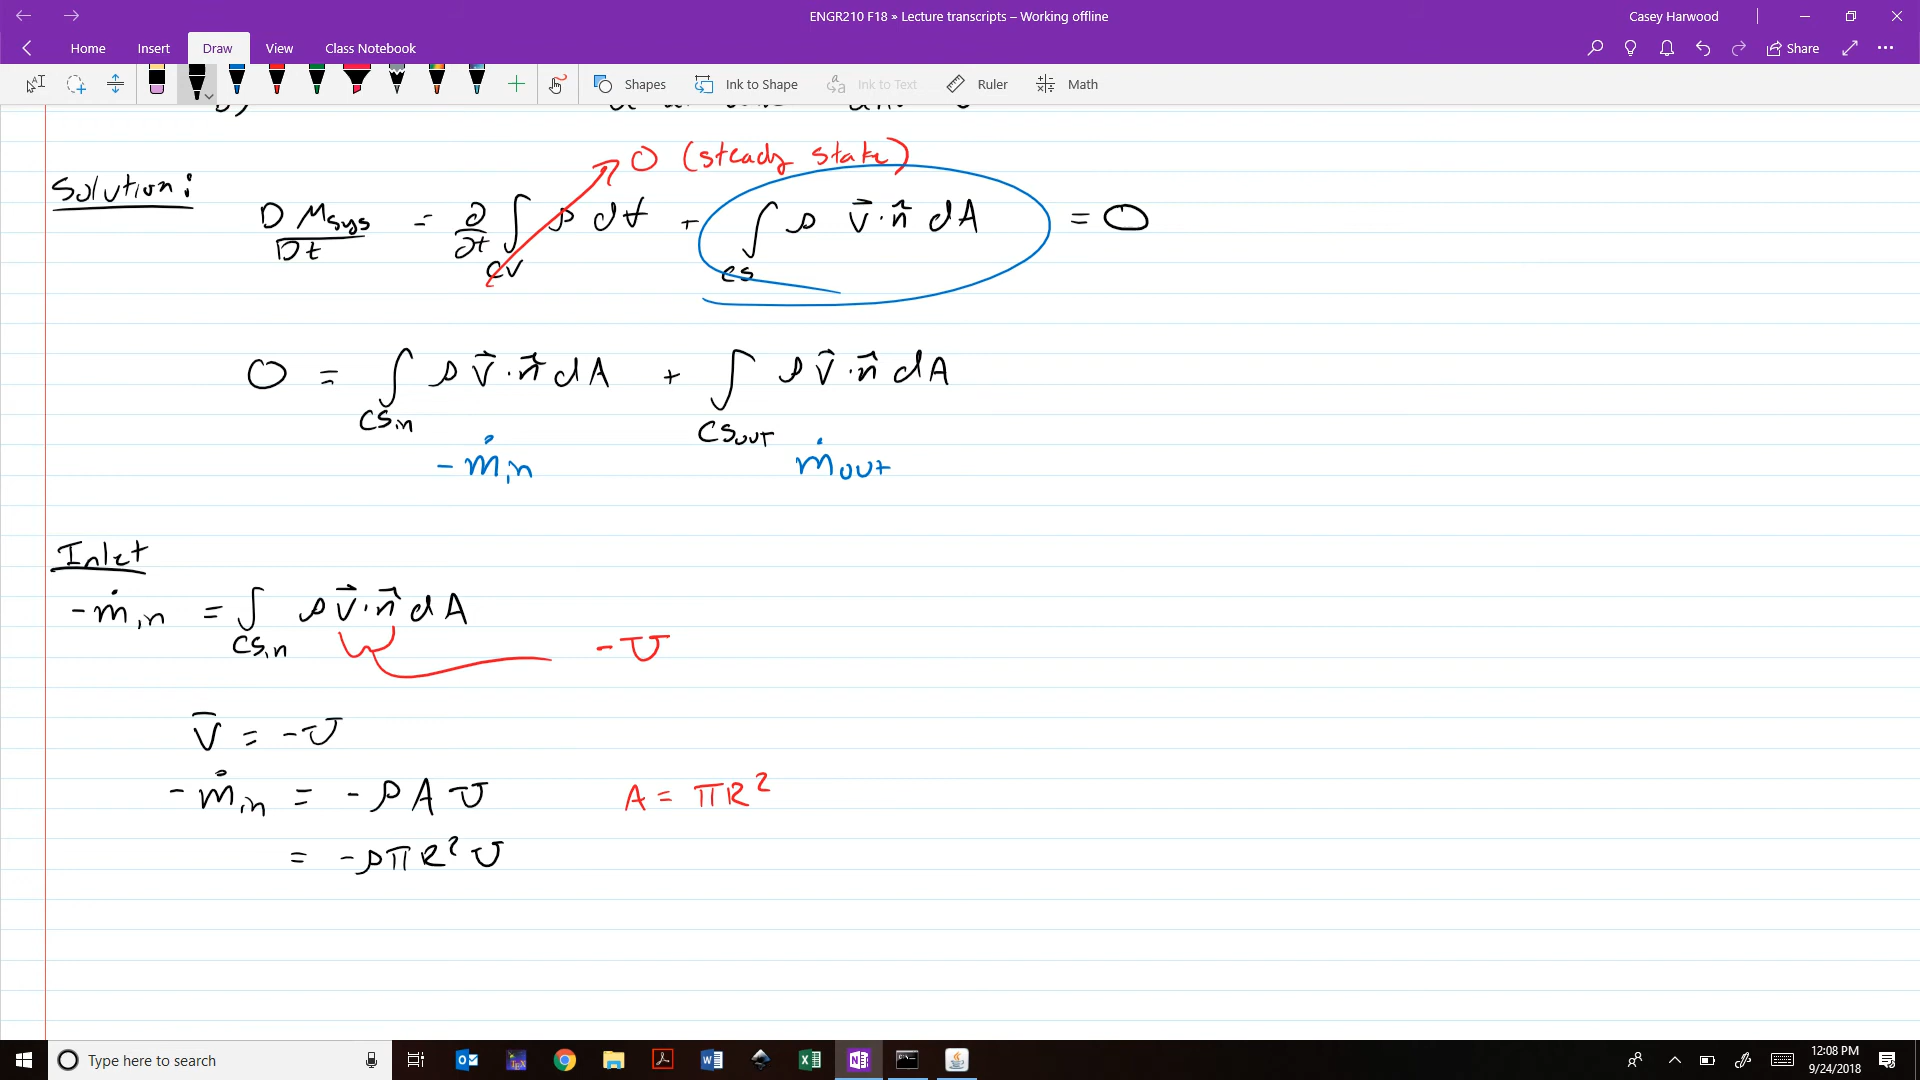 ENGR210 F18 » Lecture transcripts – Working offline
Casey Harwood
Home Insert Draw View Class Notebook
Share
Shapes Ink to Shape Ink to Text Ruler Math
0 (steady state)
Solution:
D Msys / Dt = ∂/∂t ∫CV ρ dV + ∫CS ρ V⃗·n⃗ dA = 0
0 = ∫CSin ρ V⃗·n⃗ dA + ∫CSout ρ V⃗·n⃗ dA
-ṁin ṁout
Inlet
-ṁin = ∫CSin ρ V⃗·n⃗ dA
-U
V̄ = -U
-ṁin = -ρ A U A = πR²
= -ρπR²U
Type here to search
12:08 PM
9/24/2018